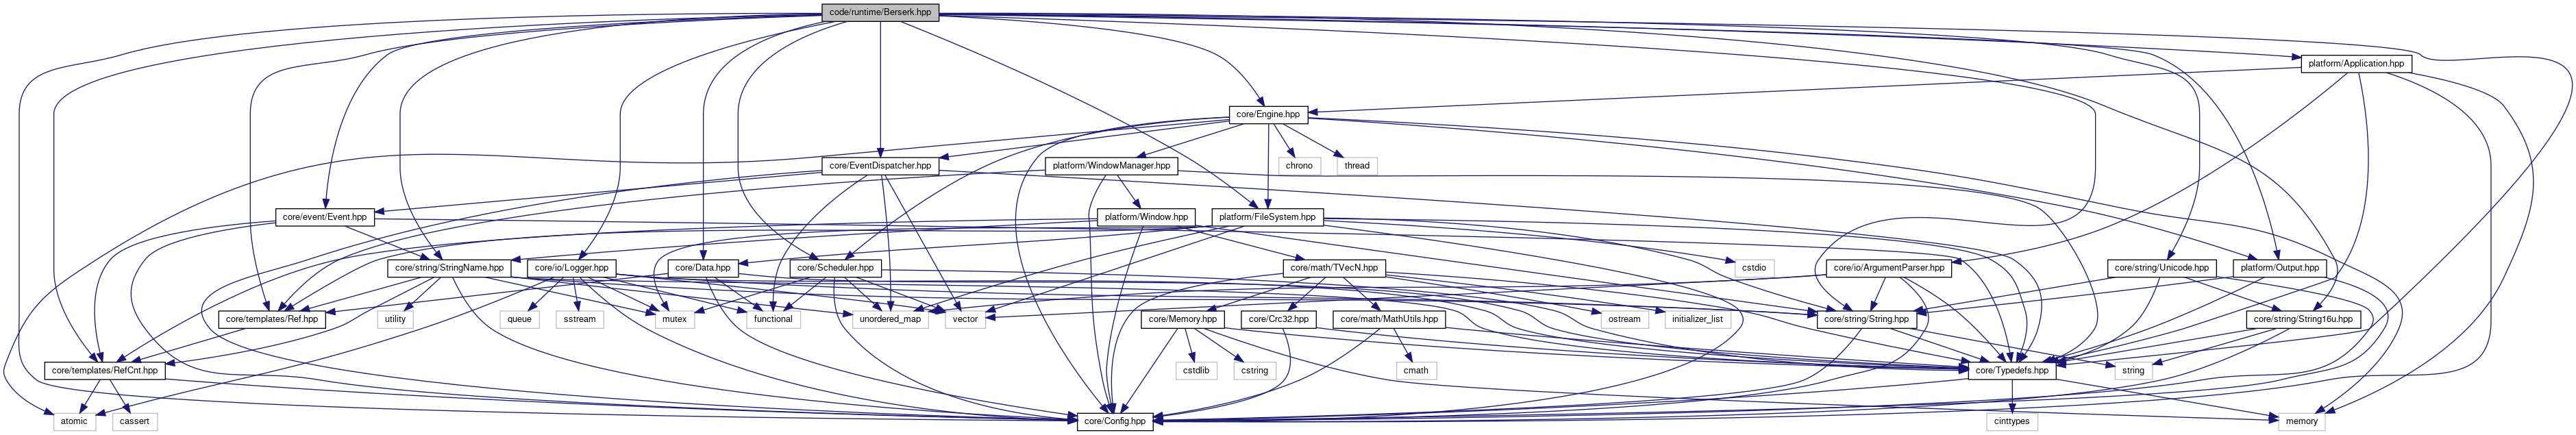 code/runtime/Berserk.hpp
platform/Application.hpp
core/Engine.hpp
core/EventDispatcher.hpp
platform/WindowManager.hpp
chrono
thread
core/event/Event.hpp
platform/Window.hpp
platform/FileSystem.hpp
core/string/StringName.hpp
core/io/Logger.hpp
core/Data.hpp
core/Scheduler.hpp
core/math/TVecN.hpp
cstdio
core/io/ArgumentParser.hpp
core/string/Unicode.hpp
platform/Output.hpp
core/templates/Ref.hpp
utility
queue
sstream
mutex
functional
unordered_map
vector
core/Memory.hpp
core/Crc32.hpp
core/math/MathUtils.hpp
ostream
initializer_list
core/string/String.hpp
core/string/String16u.hpp
core/templates/RefCnt.hpp
cstdlib
cstring
cmath
core/Typedefs.hpp
string
atomic
cassert
core/Config.hpp
cinttypes
memory